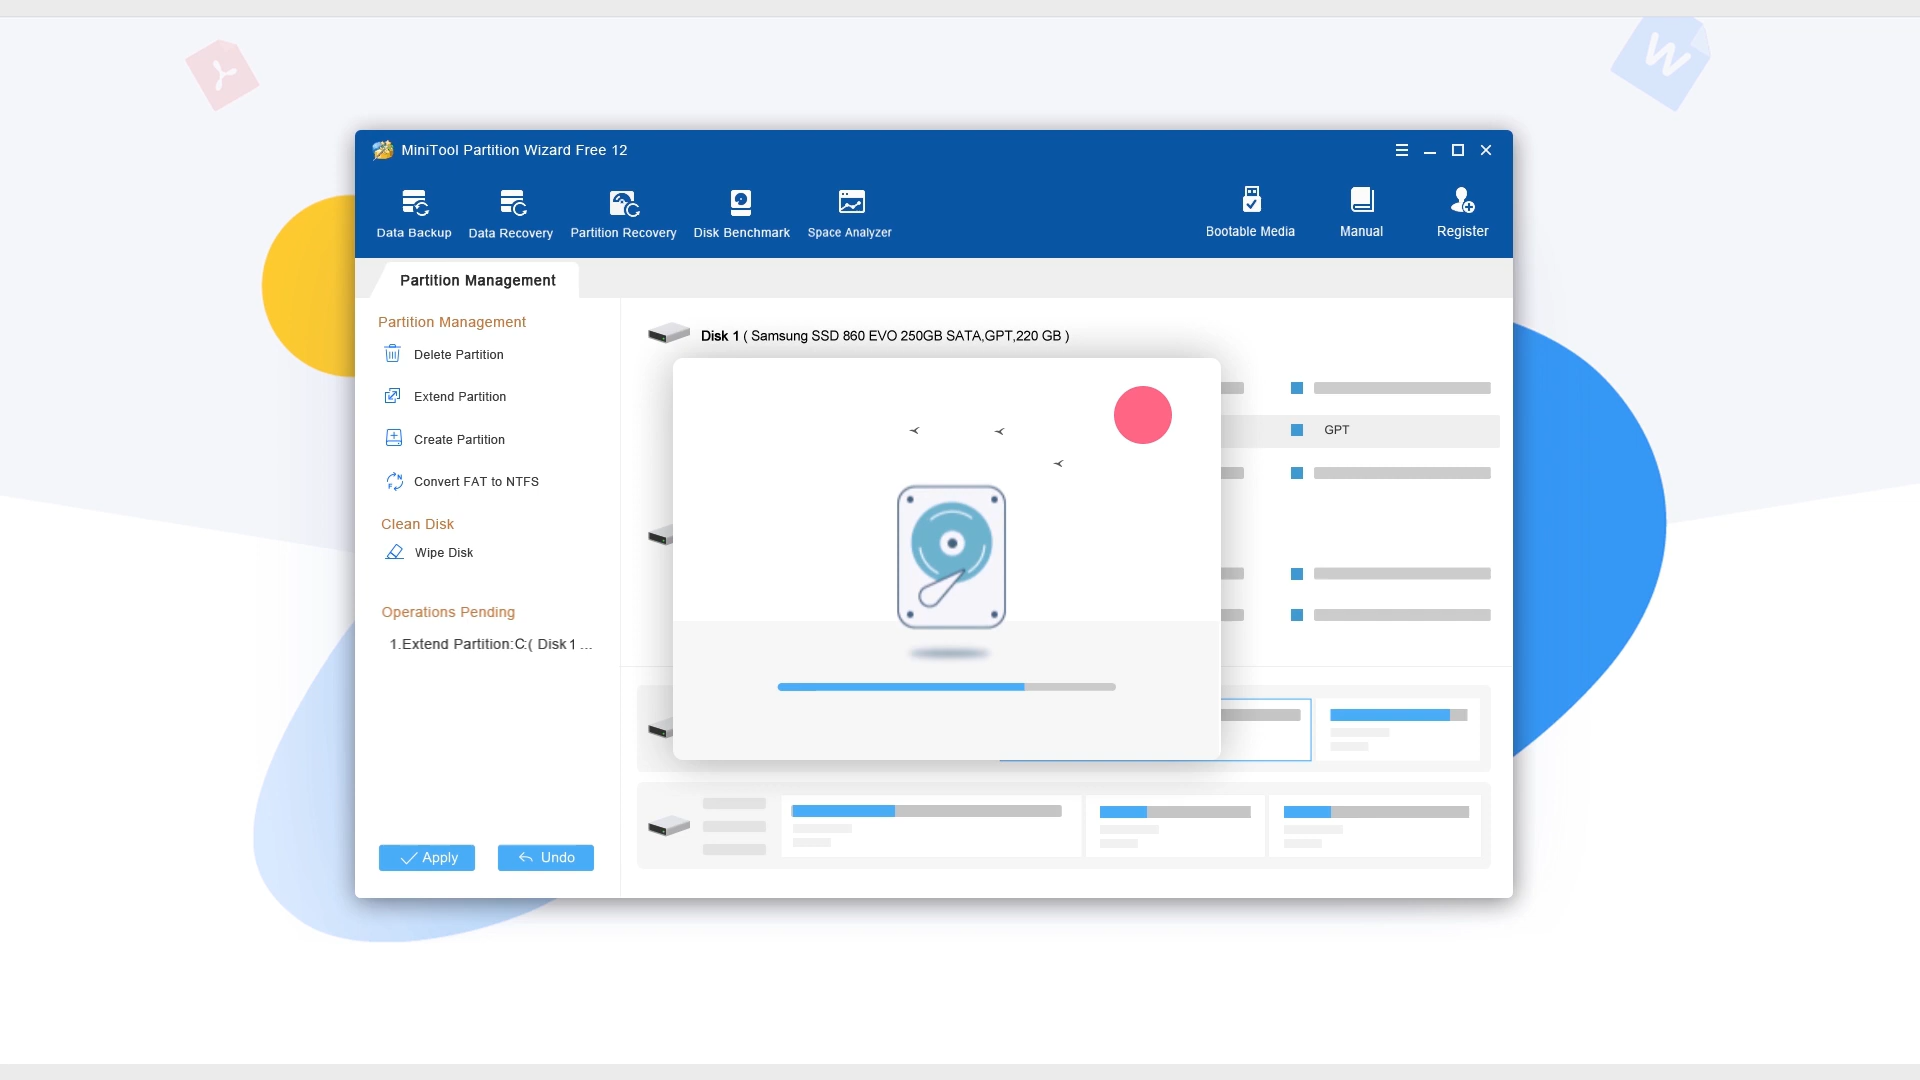 W
MiniTool Partition Wizard Free 12
Data Backup
Data Recovery
Partition Recovery
Disk Benchmark
Space Analyzer
Bootable Media
Manual
Register
Partition Management
Partition Management
Delete Partition
Extend Partition
Create Partition
Convert FAT to NTFS
Clean Disk
Wipe Disk
Operations Pending
1.Extend Partition:C:( Disk 1 ...
Apply
Undo
Disk 1 ( Samsung SSD 860 EVO 250GB SATA,GPT,220 GB )
GPT